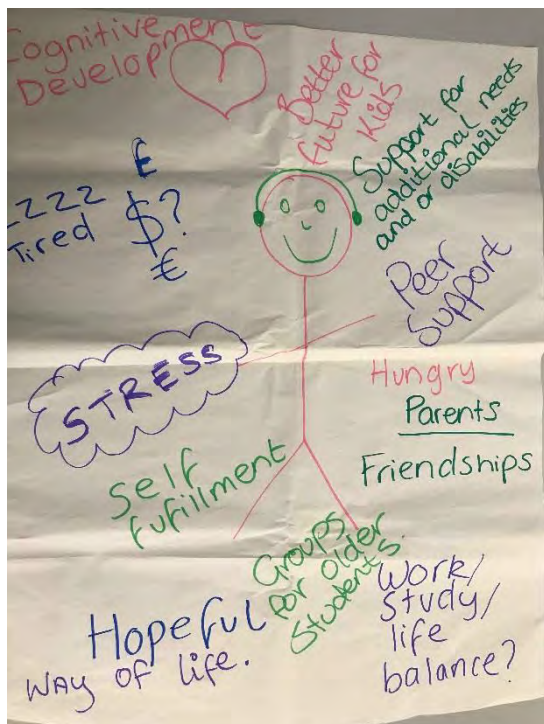 Cognitive
Development
Better
future for
Kids
Support for
additional needs
and or disabilities
£
$?
€
ZZZZ
Tired
Peer
Support
STRESS
Hungry
Parents
Friendships
Self
fufillment
Groups
for older
Students.
Work/
Study/
life
balance?
Hopeful
WAY OF life.